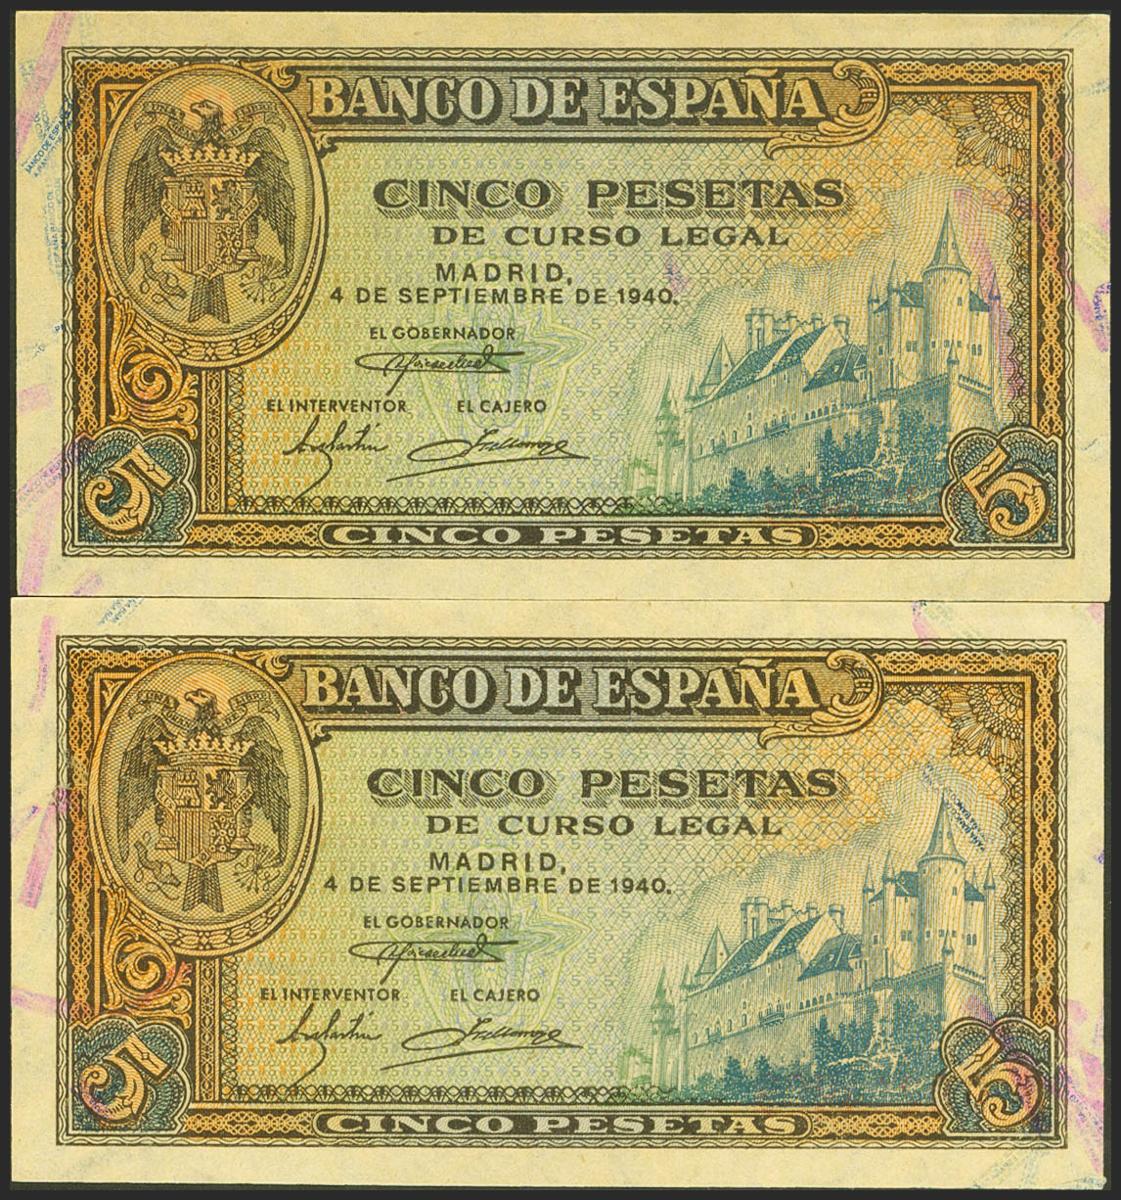 BANCO DE ESPAÑA
CINCO PESETAS
DE CURSO LEGAL
MADRID,
4 DE SEPTIEMBRE DE 1940.
EL GOBERNADOR
EL INTERVENTOR EL CAJERO
5 5
CINCO PESETAS
BANCO DE ESPAÑA
CINCO PESETAS
DE CURSO LEGAL
MADRID,
4 DE SEPTIEMBRE DE 1940.
EL GOBERNADOR
EL INTERVENTOR EL CAJERO
5 5
CINCO PESETAS